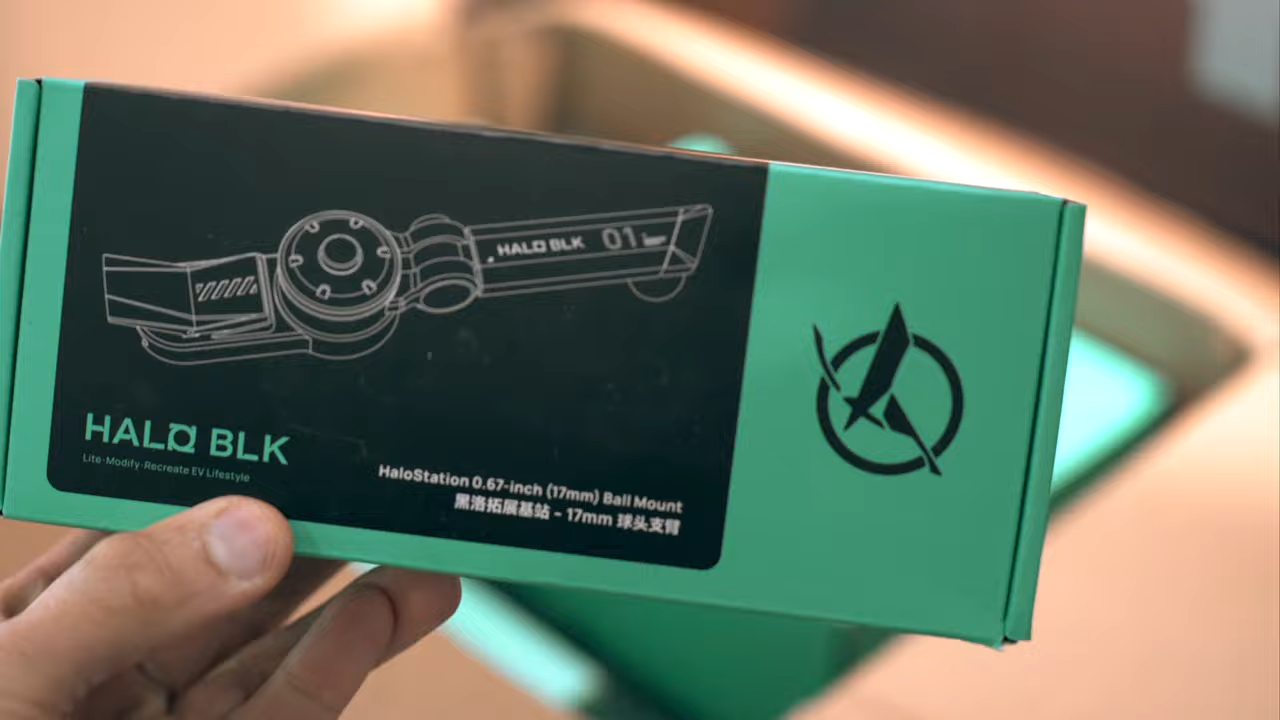 HALO BLK 01
HALO BLK
Lite·Modify·Recreate EV Lifestyle
HaloStation 0.67-inch (17mm) Ball Mount
黑洛拓展基站 - 17mm 球头支臂